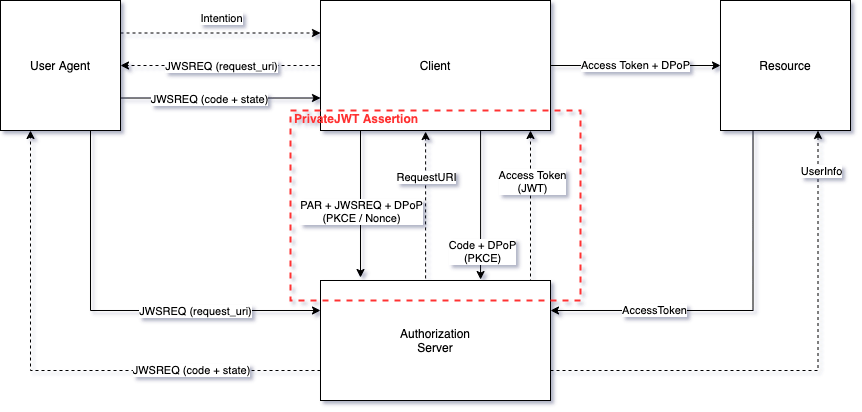 Intention
User Agent
JWSREQ (request_uri)
Client
Access Token + DPoP
Resource
JWSREQ (code + state)
PrivateJWT Assertion
RequestURI
Access Token
(JWT)
UserInfo
PAR + JWSREQ + DPoP
(PKCE / Nonce)
Code + DPoP
(PKCE)
JWSREQ (request_uri)
AccessToken
Authorization
Server
JWSREQ (code + state)